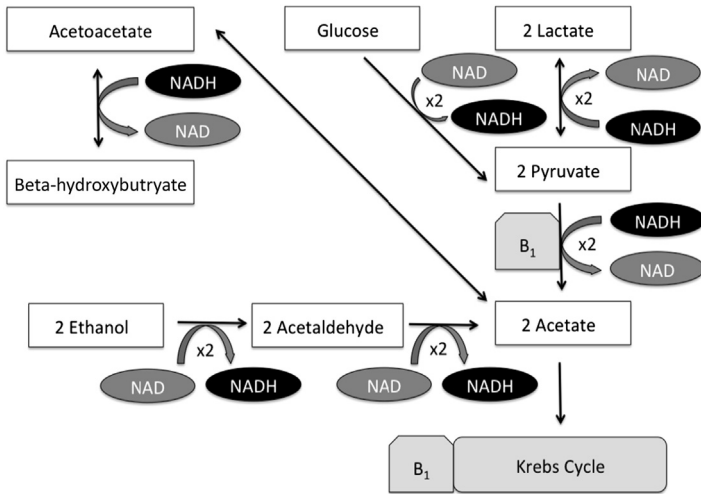 Acetoacetate
Glucose
2 Lactate
NADH
NAD
x2
NADH
NAD
x2
NADH
NAD
Beta-hydroxybutryate
2 Pyruvate
B1
NADH
x2
NAD
2 Ethanol
2 Acetaldehyde
2 Acetate
x2
x2
NAD
NADH
NAD
NADH
B1
Krebs Cycle